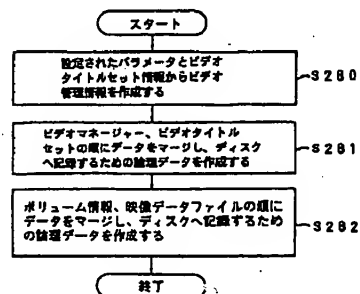 スタート
設定されたパラメータとビデオ
タイトルセット情報からビデオ
管理情報を作成する
S280
ビデオマネージャー、ビデオタイトル
セットの順にデータをマージし、ディスク
へ記録するための論理データを作成する
S281
ボリューム情報、映像データファイルの順に
データをマージし、ディスクへ記録するため
の論理データを作成する
S282
終了